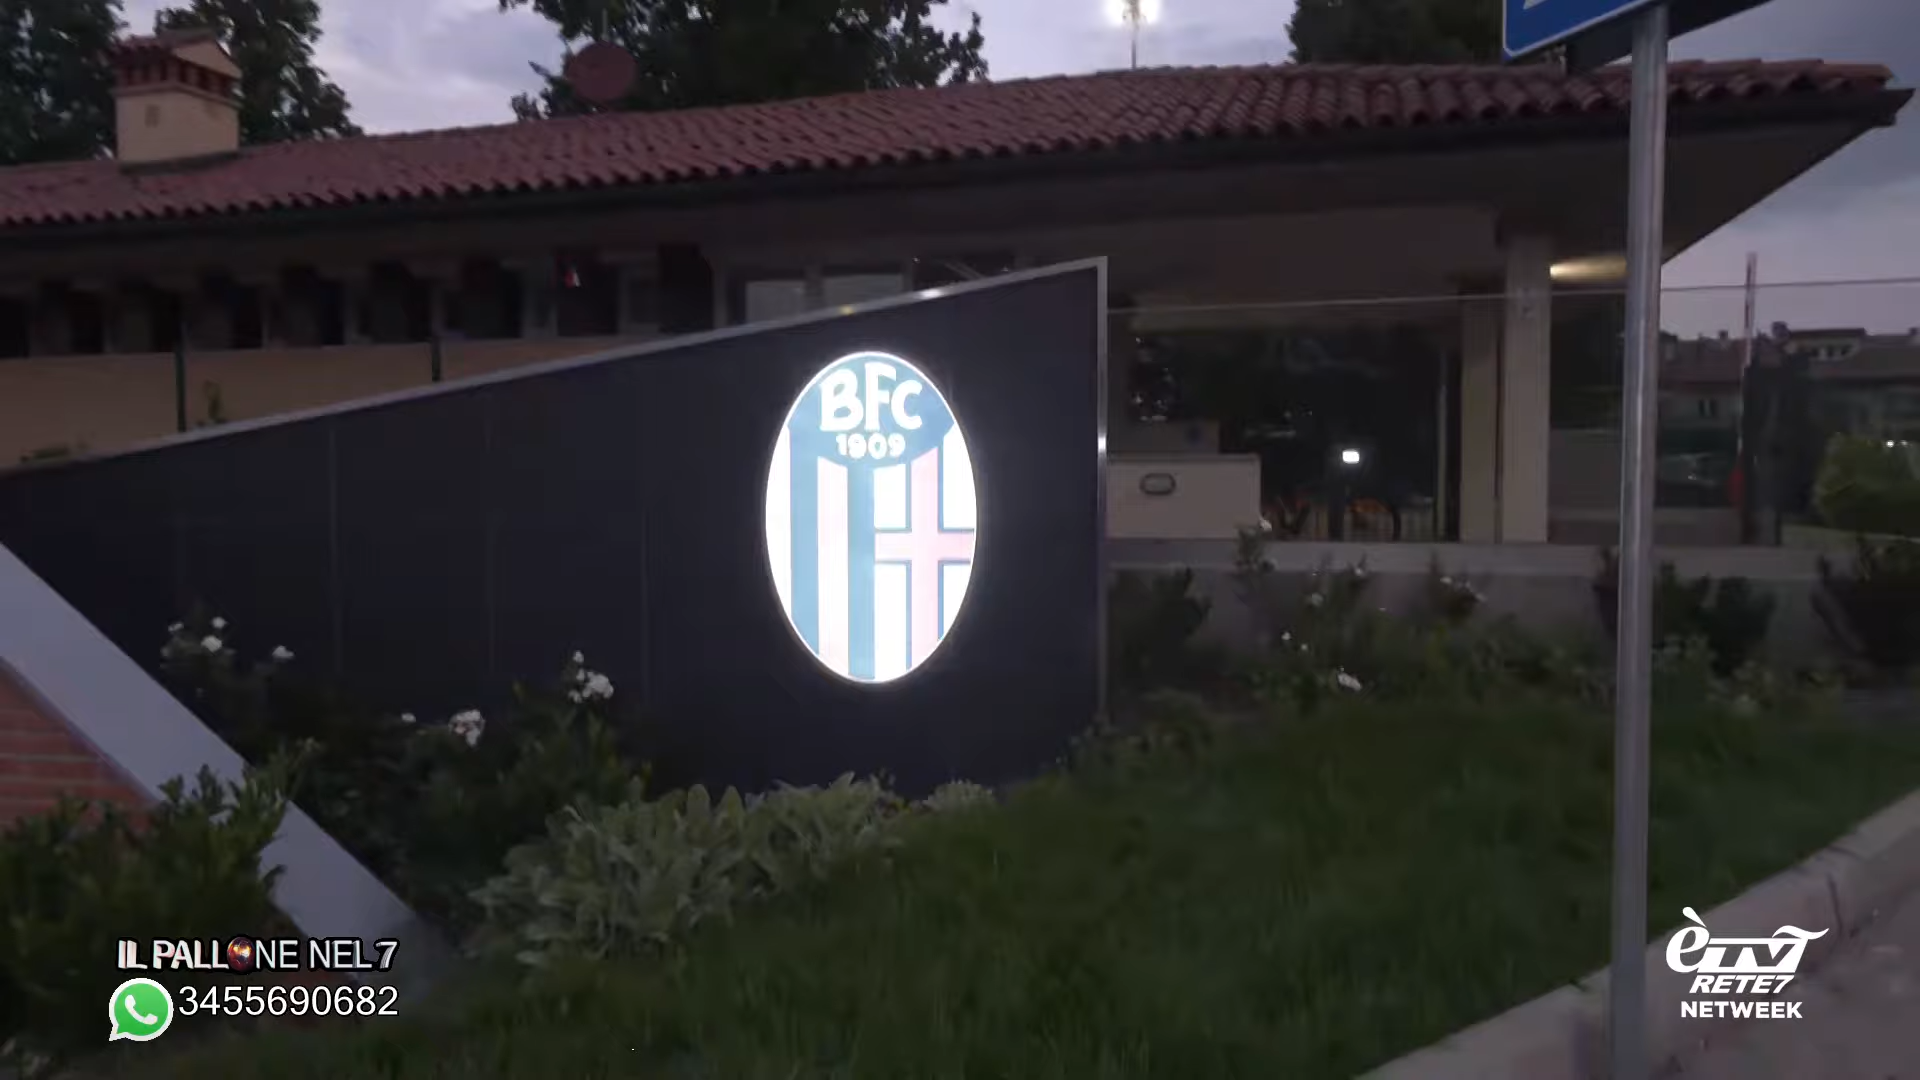 BFC
1909
IL PALLONE NEL 7
3455690682
èTV
RETE7
NETWEEK